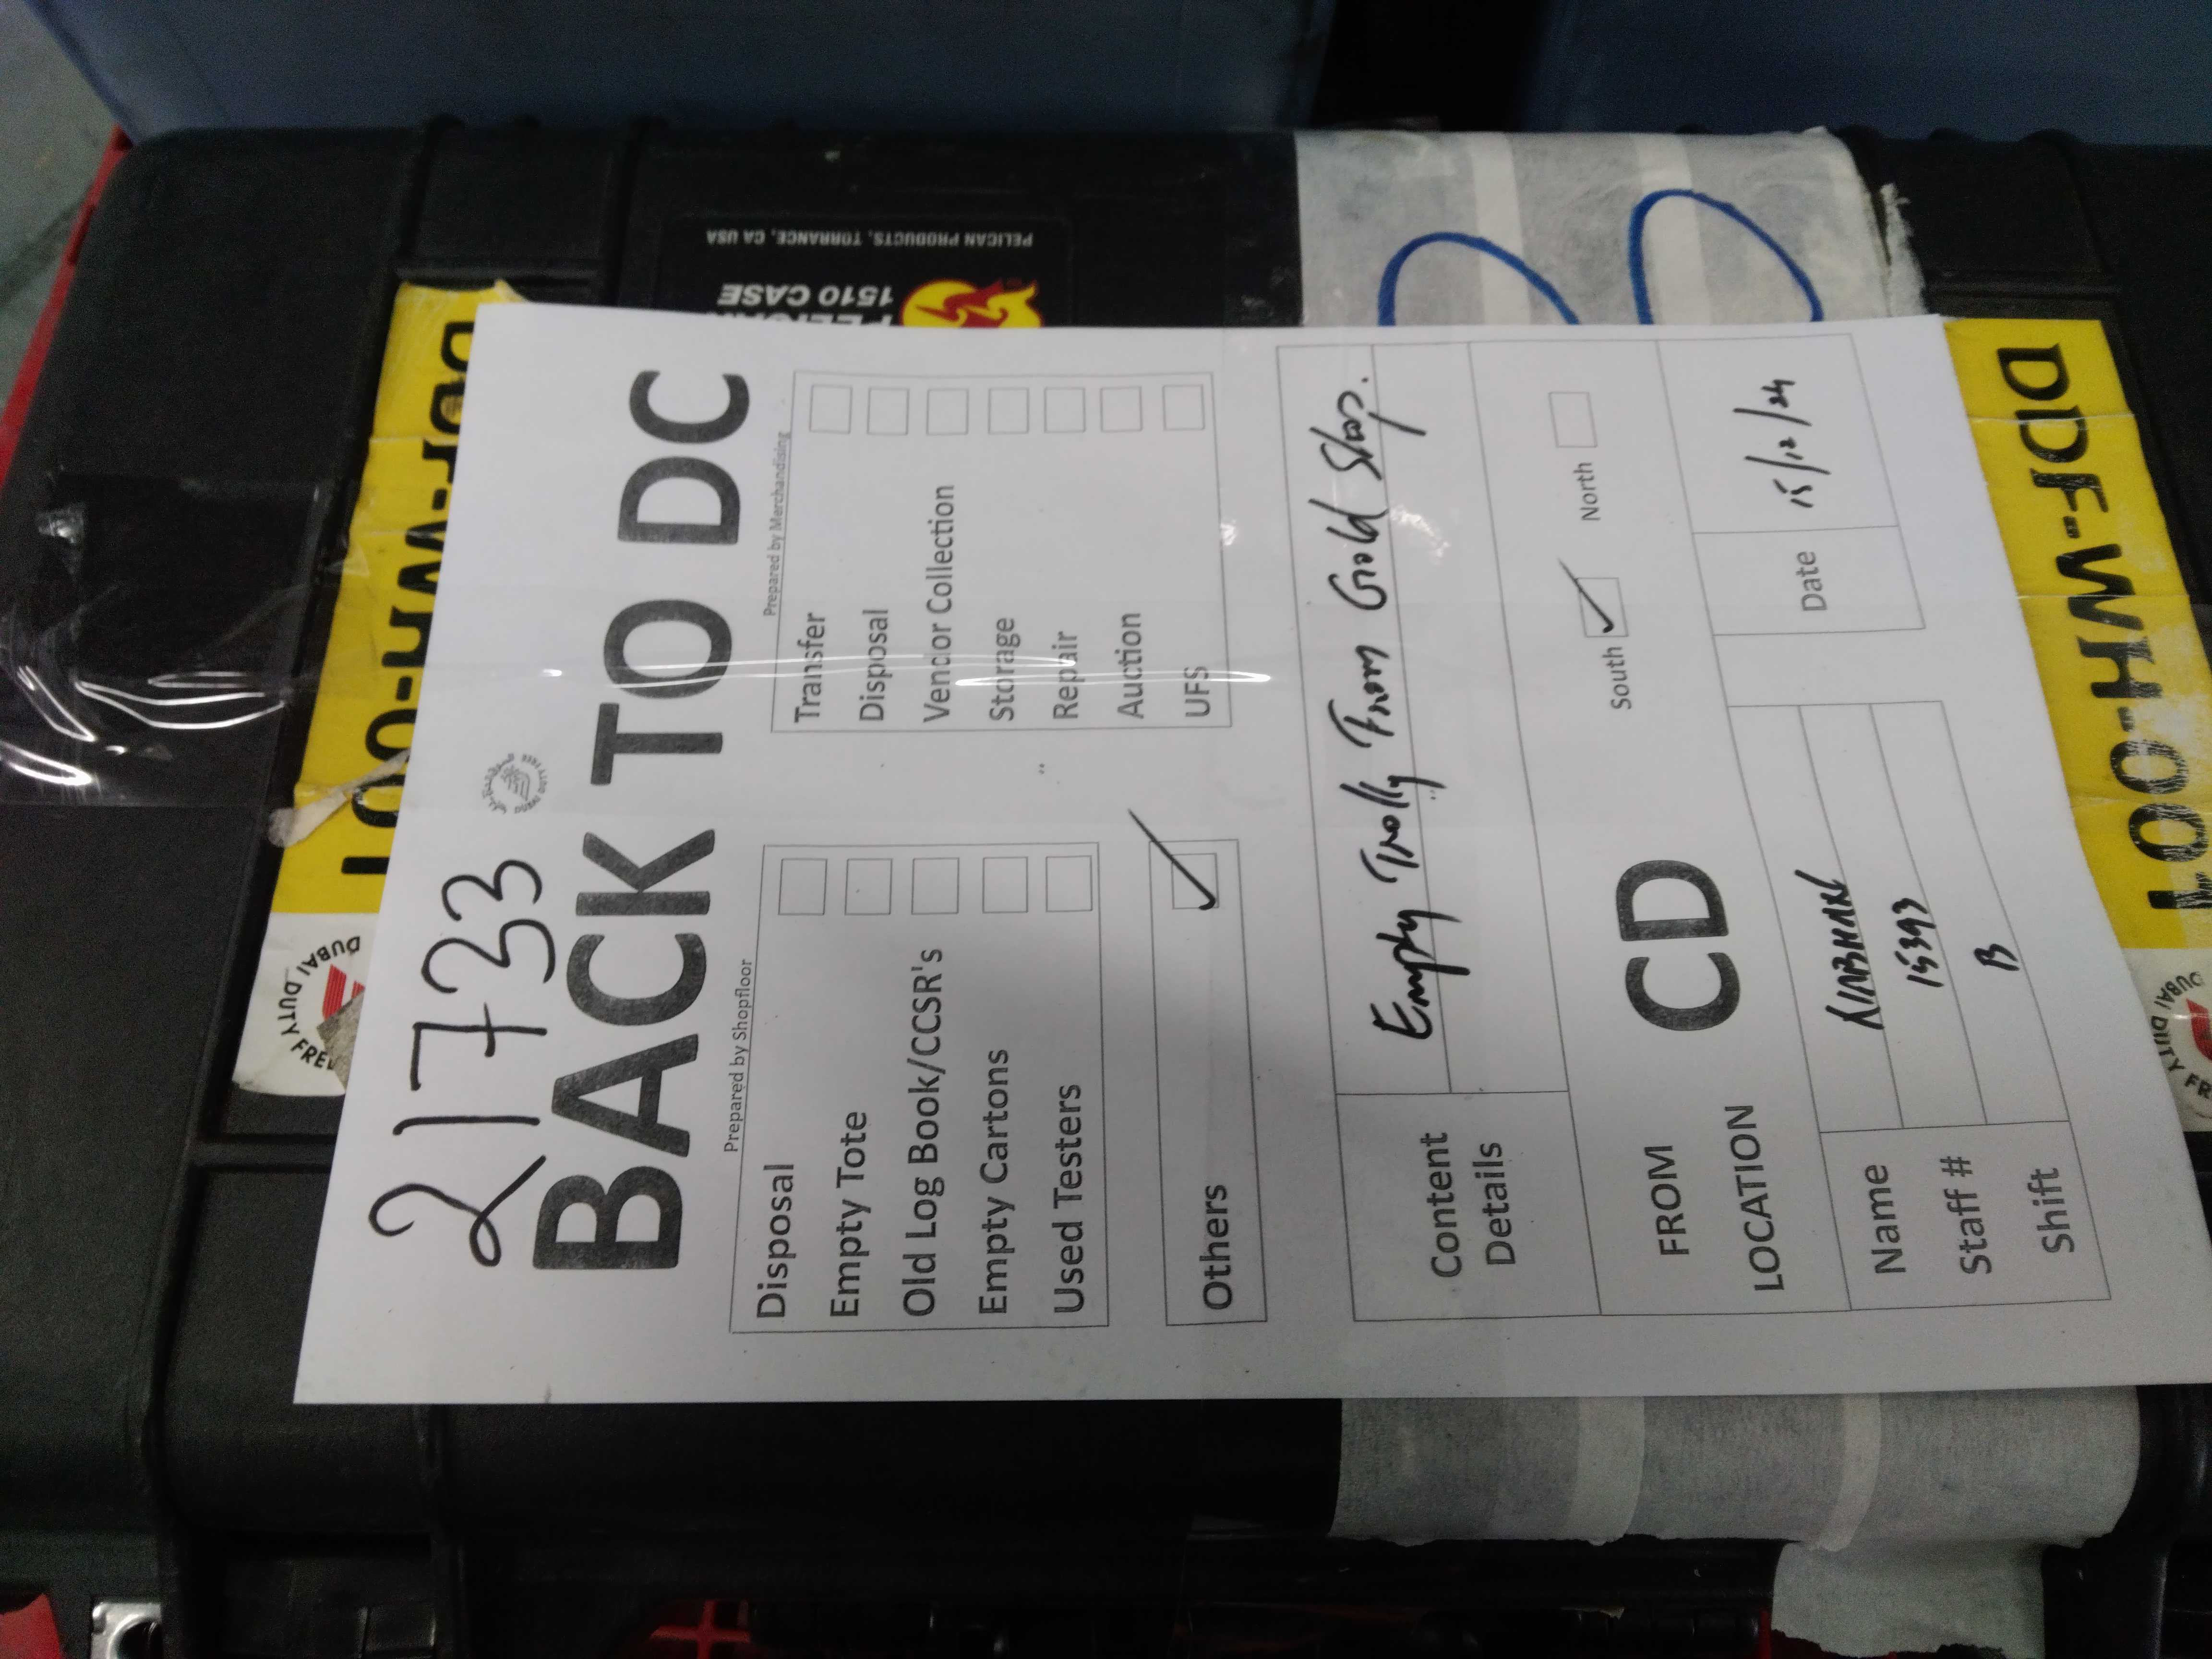 21733
BACK TO DC
Prepared by Shopfloor
Disposal
Empty Tote
Old Log Book/CCSR's
Empty Cartons
Used Testers
Others
Prepared by Merchandising
Transfer
Disposal
Vendor Collection
Storage
Repair
Auction
UFS
Content Details
Empty Trolly From Gold Shop.
FROM LOCATION
CD
South
North
Name
Staff # 15393
Shift B
Date 15/12/24
PELICAN PRODUCTS, TORRANCE, CA USA
1510 CASE
DUBAI DUTY FREE
DDF-WH-001